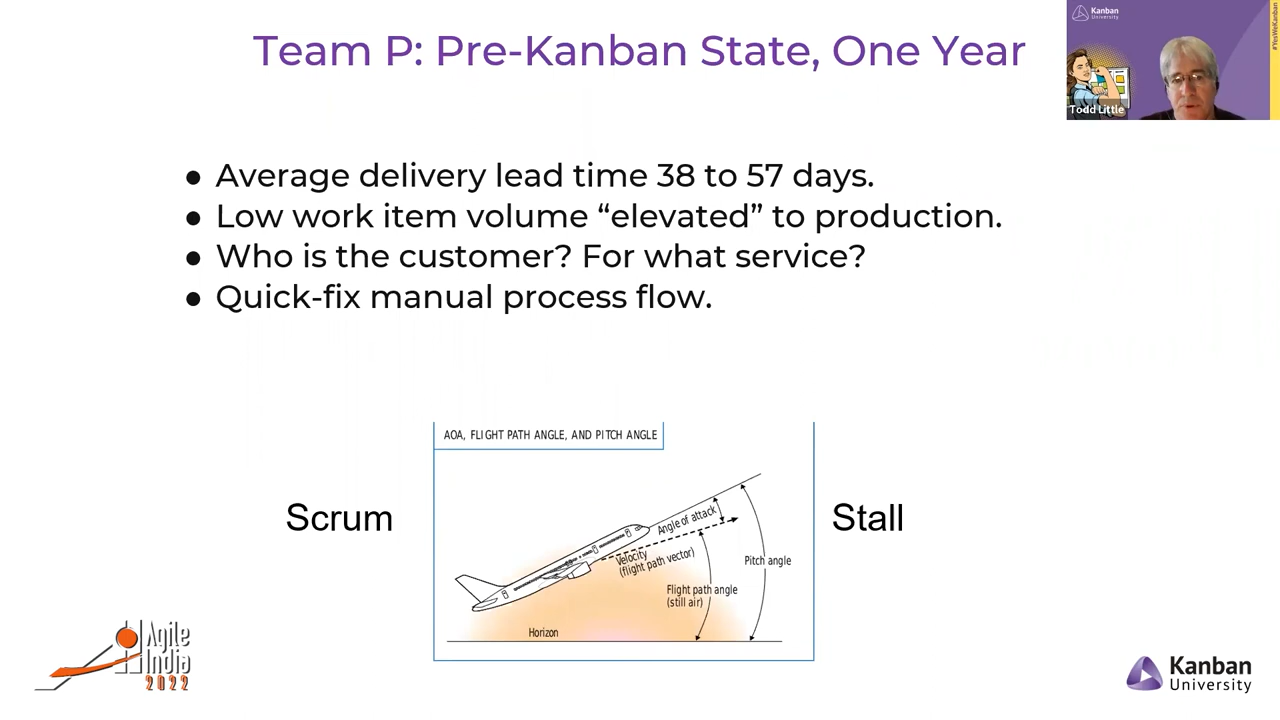 Team P: Pre-Kanban State, One Year
Kanban
University
#YesWeKanban
Todd Little
● Average delivery lead time 38 to 57 days.
● Low work item volume “elevated” to production.
● Who is the customer? For what service?
● Quick-fix manual process flow.
AOA, FLIGHT PATH ANGLE, AND PITCH ANGLE
Scrum
Stall
Angle of attack
Velocity
(flight path vector)
Pitch angle
Flight path angle
(still air)
Horizon
Agile
India
2022
Kanban
University